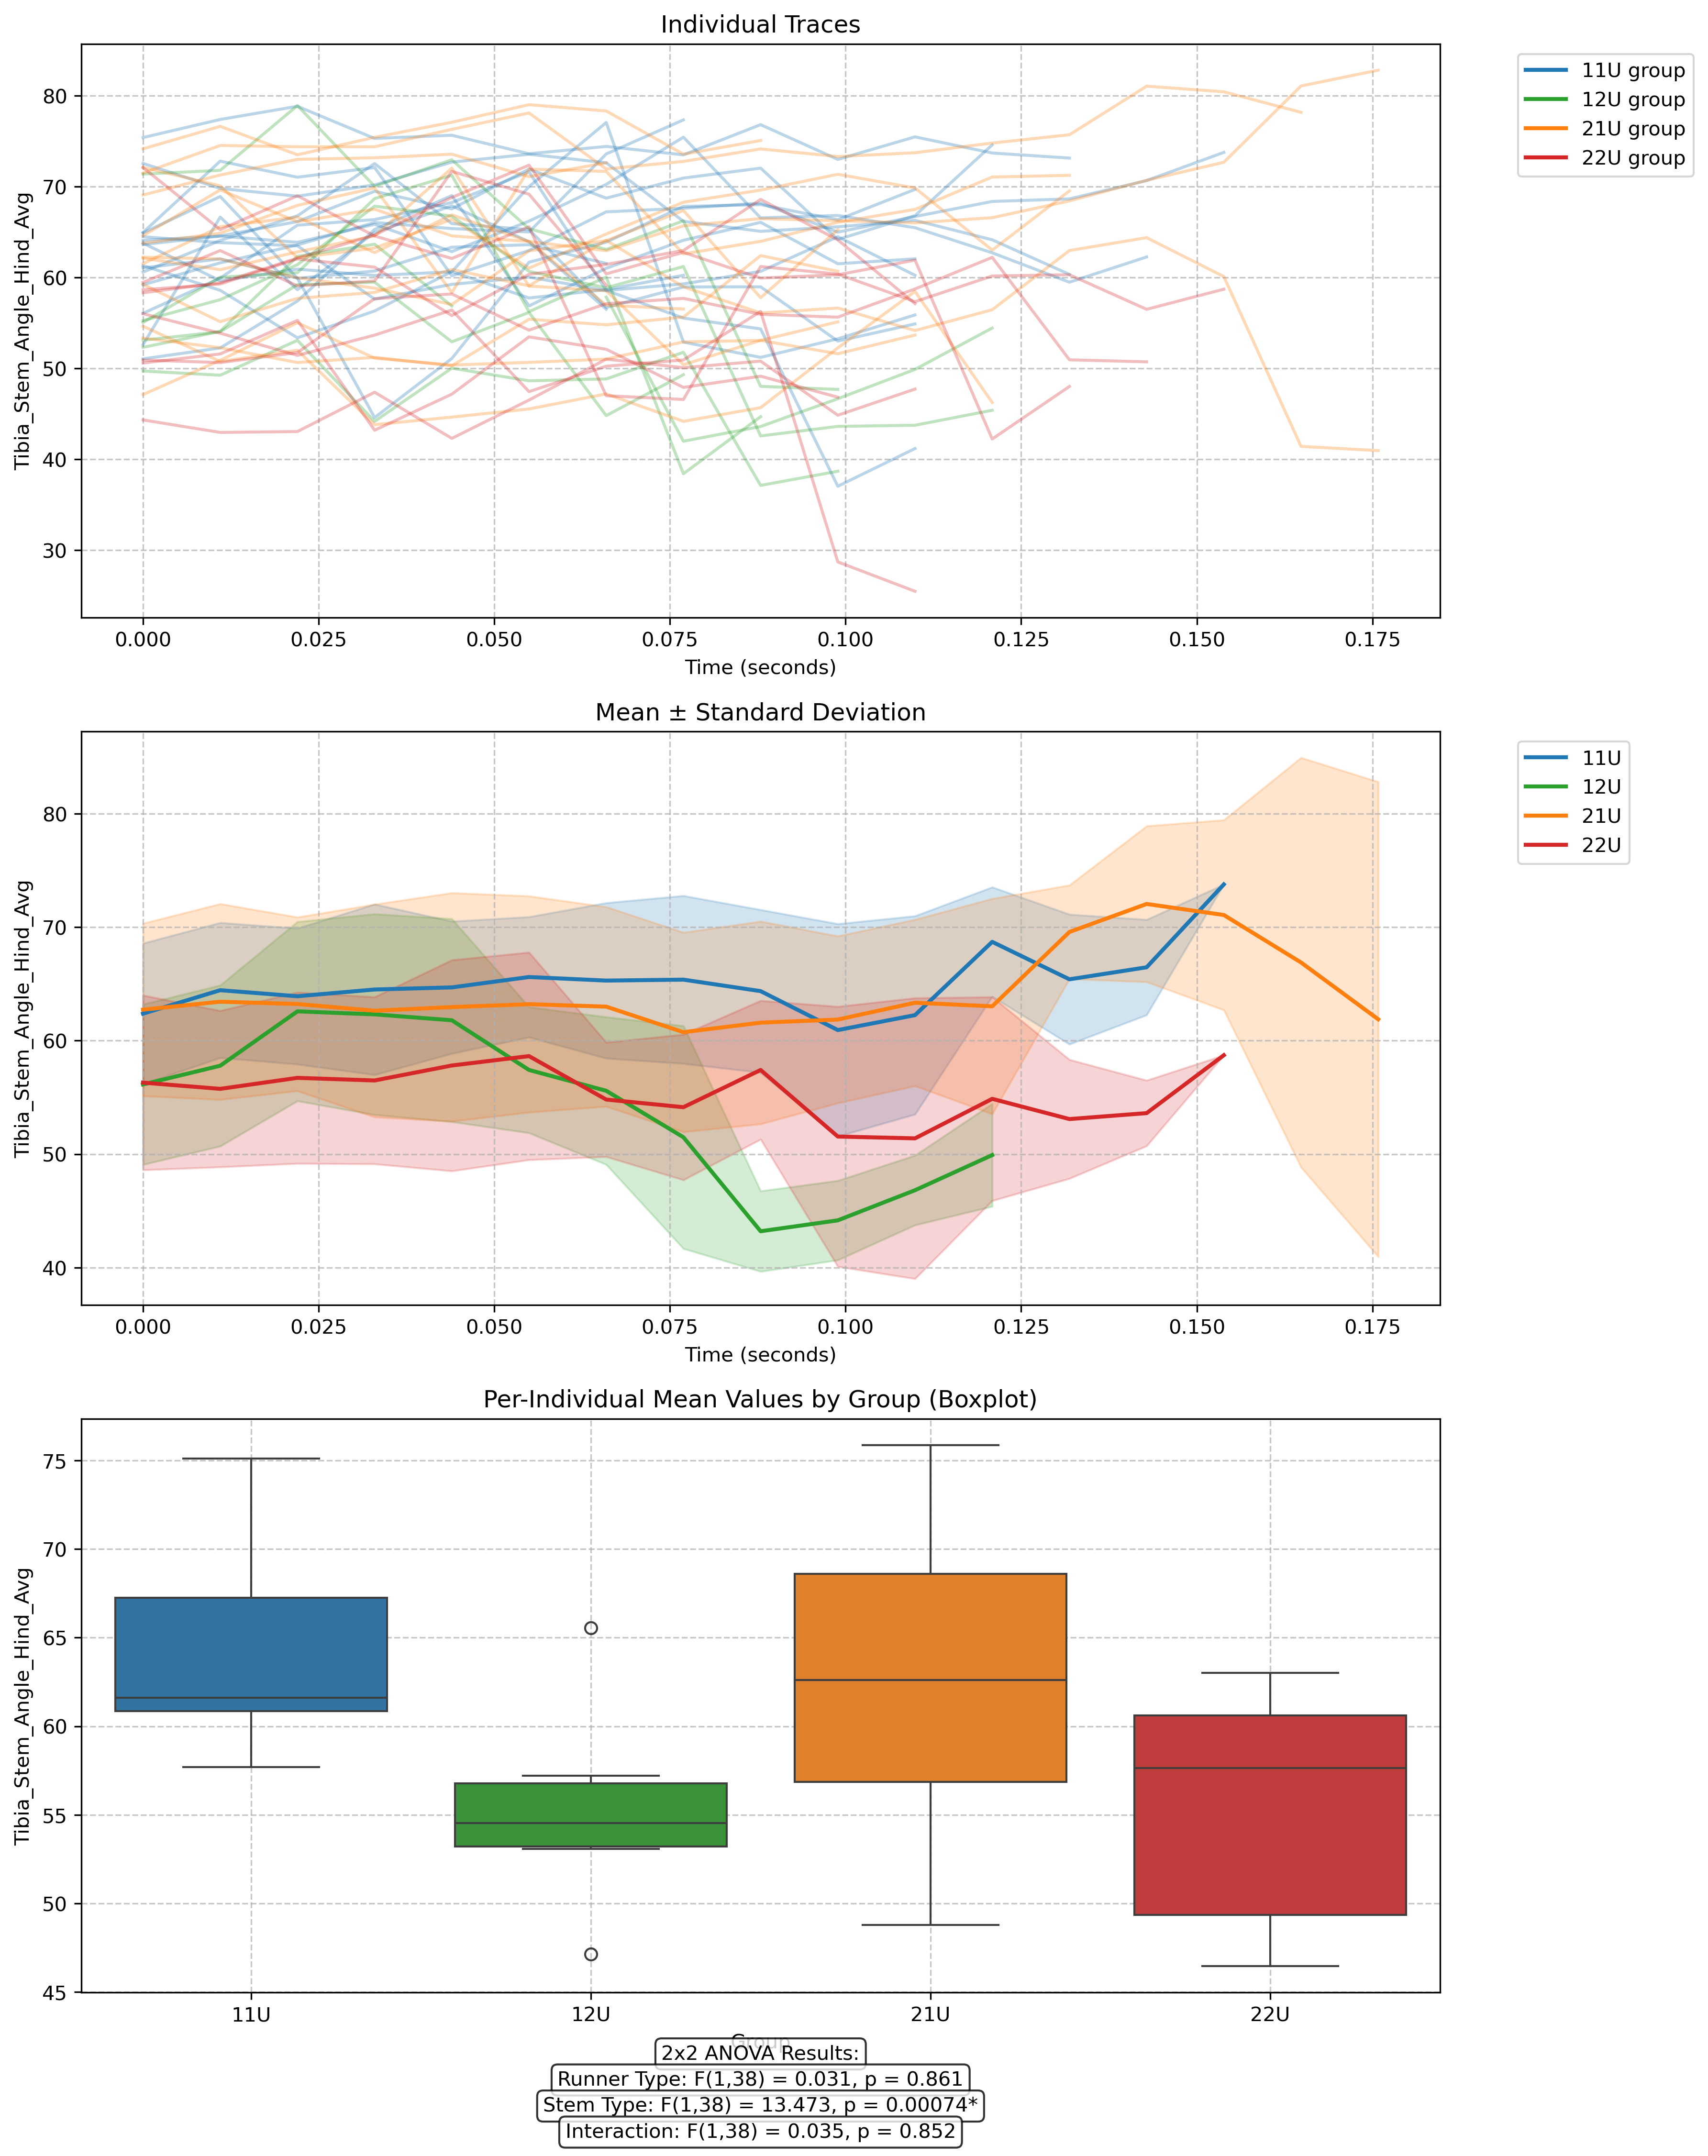 Individual Traces
Tibia_Stem_Angle_Hind_Avg
80
70
60
50
40
30
0.000 0.025 0.050 0.075 0.100 0.125 0.150 0.175
Time (seconds)
11U group
12U group
21U group
22U group
Mean ± Standard Deviation
Tibia_Stem_Angle_Hind_Avg
80
70
60
50
40
0.000 0.025 0.050 0.075 0.100 0.125 0.150 0.175
Time (seconds)
11U
12U
21U
22U
Per-Individual Mean Values by Group (Boxplot)
Tibia_Stem_Angle_Hind_Avg
75
70
65
60
55
50
45
11U 12U 21U 22U
Group
2x2 ANOVA Results:
Runner Type: F(1,38) = 0.031, p = 0.861
Stem Type: F(1,38) = 13.473, p = 0.00074*
Interaction: F(1,38) = 0.035, p = 0.852